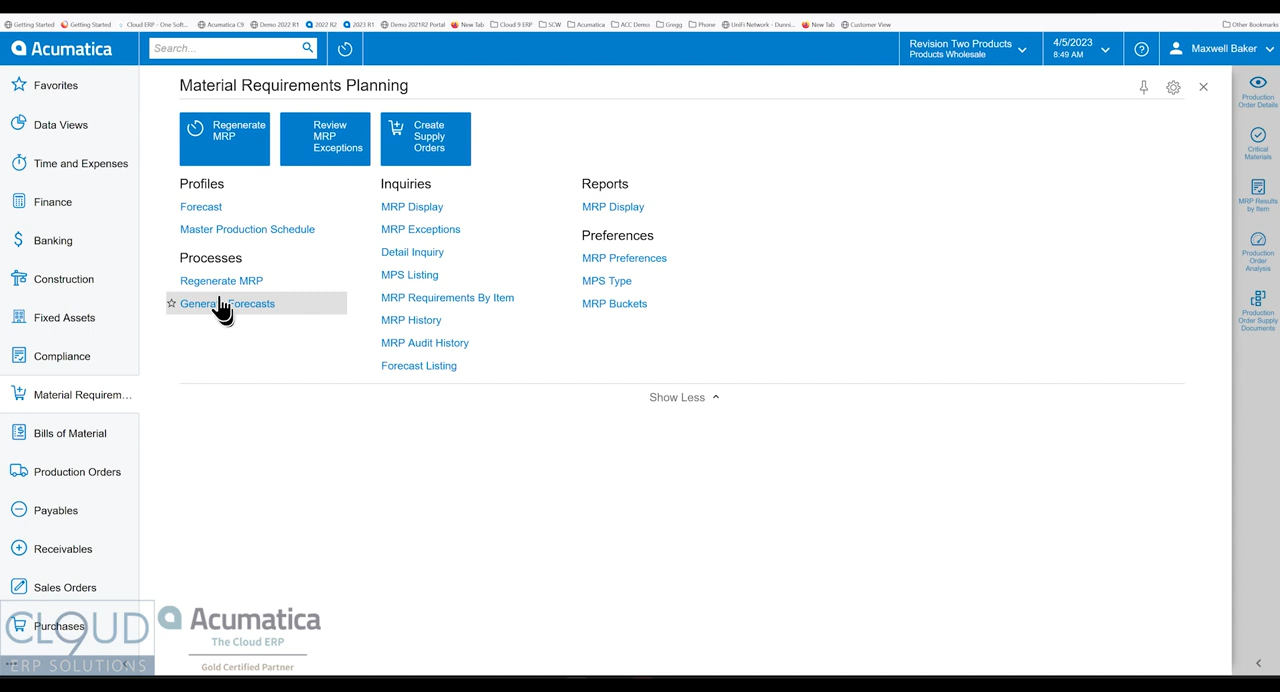 Getting Started
Getting Started
Cloud ERP - One Soft...
Acumatica C9
Demo 2022 R1
2022 R2
2023 R1
Demo 2021R2 Portal
New Tab
Cloud 9 ERP
SCW
Acumatica
ACC Demo
Gregg
Phone
UniFi Network - Dunni...
New Tab
Customer View
Other Bookmarks
Acumatica
Search...
Revision Two Products
Products Wholesale
4/5/2023
8:49 AM
Maxwell Baker
Favorites
Data Views
Time and Expenses
Finance
Banking
Construction
Fixed Assets
Compliance
Material Requirem...
Bills of Material
Production Orders
Payables
Receivables
Sales Orders
Purchases
Material Requirements Planning
Regenerate
MRP
Review
MRP
Exceptions
Create
Supply
Orders
Profiles
Forecast
Master Production Schedule
Processes
Regenerate MRP
Forecasts
Inquiries
MRP Display
MRP Exceptions
Detail Inquiry
MPS Listing
MRP Requirements By Item
MRP History
MRP Audit History
Forecast Listing
Reports
MRP Display
Preferences
MRP Preferences
MPS Type
MRP Buckets
Show Less
Production
Order Details
Critical
Materials
MRP Results
by Item
Production
Order
Analysis
Production
Order Supply
Documents
CLOUD
9
ERP SOLUTIONS
Acumatica
The Cloud ERP
Gold Certified Partner